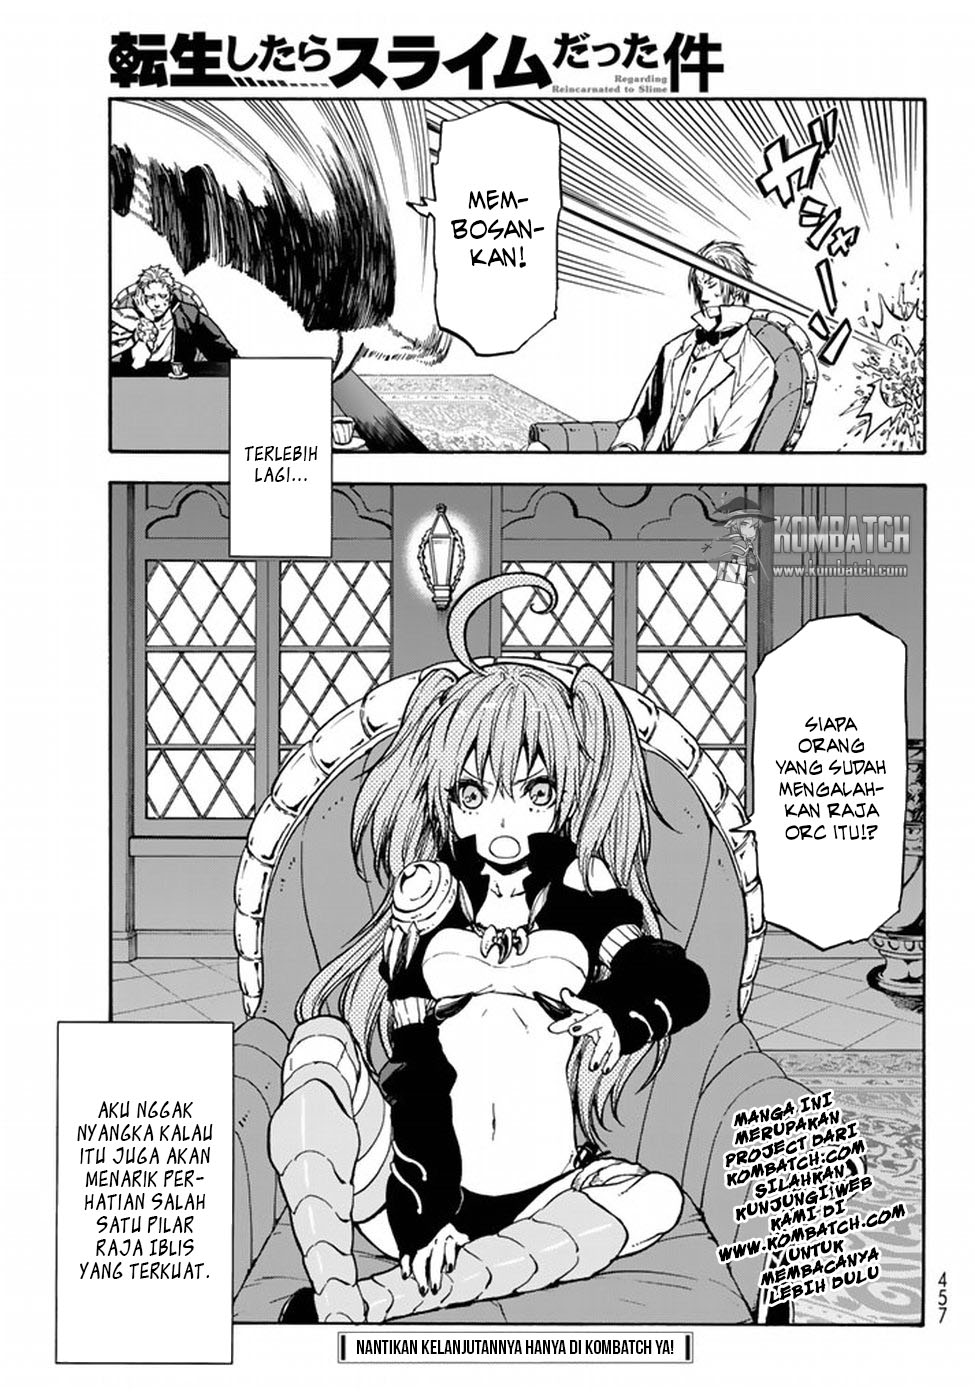 転生したらスライムだった件
Regarding
Reincarnated to Slime
ガシャ
MEM-
BOSAN-
KAN!
TERLEBIH
LAGI...
KOMBATCH
www.kombatch.com
SIAPA
ORANG
YANG SUDAH
MENGALAH-
KAN RAJA
ORC ITU!?
AKU NGGAK
NYANGKA KALAU
ITU JUGA AKAN
MENARIK PER-
HATIAN SALAH
SATU PILAR
RAJA IBLIS
YANG TERKUAT.
MANGA INI
MERUPAKAN
PROJECT DARI
KOMBATCH.COM
SILAHKAN
KUNJUNGI WEB
KAMI DI
WWW.KOMBATCH.COM
UNTUK
MEMBACANYA
LEBIH DULU
457
NANTIKAN KELANJUTANNYA HANYA DI KOMBATCH YA!